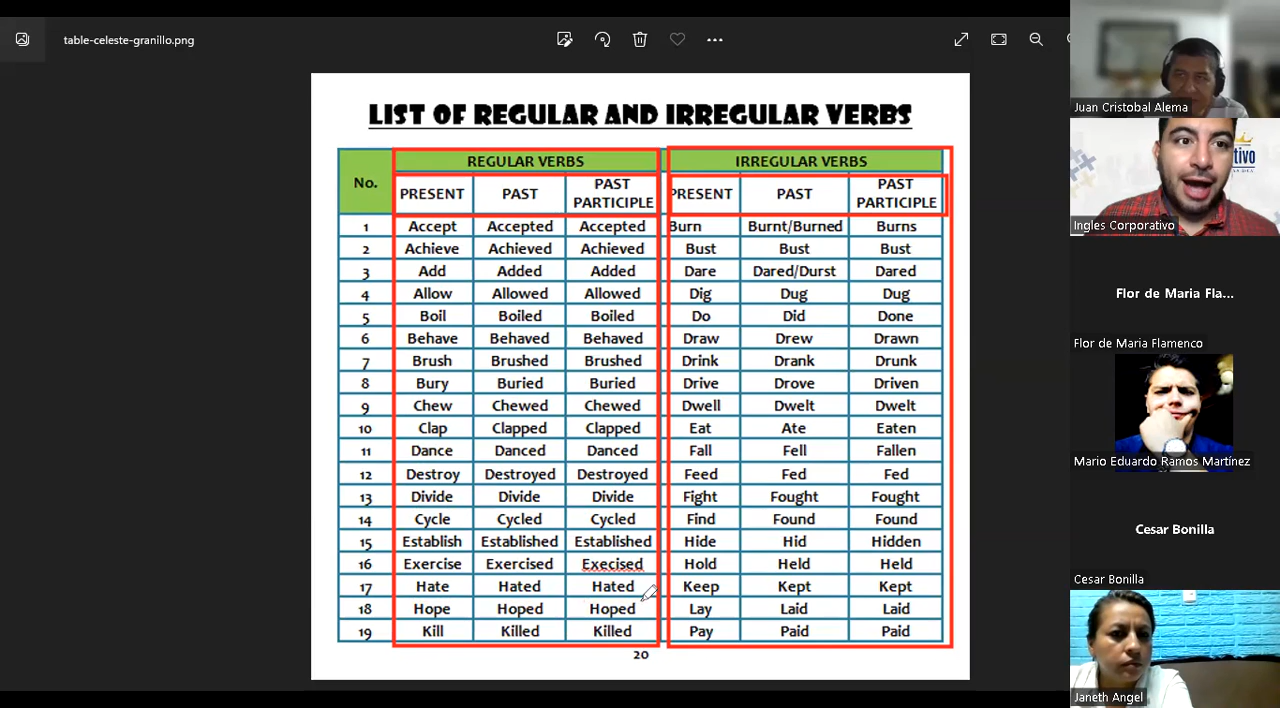 table-celeste-granillo.png
LIST OF REGULAR AND IRREGULAR VERBS
No. REGULAR VERBS IRREGULAR VERBS
PRESENT PAST PAST PARTICIPLE PRESENT PAST PAST PARTICIPLE
1 Accept Accepted Accepted Burn Burnt/Burned Burns
2 Achieve Achieved Achieved Bust Bust Bust
3 Add Added Added Dare Dared/Durst Dared
4 Allow Allowed Allowed Dig Dug Dug
5 Boil Boiled Boiled Do Did Done
6 Behave Behaved Behaved Draw Drew Drawn
7 Brush Brushed Brushed Drink Drank Drunk
8 Bury Buried Buried Drive Drove Driven
9 Chew Chewed Chewed Dwell Dwelt Dwelt
10 Clap Clapped Clapped Eat Ate Eaten
11 Dance Danced Danced Fall Fell Fallen
12 Destroy Destroyed Destroyed Feed Fed Fed
13 Divide Divide Divide Fight Fought Fought
14 Cycle Cycled Cycled Find Found Found
15 Establish Established Established Hide Hid Hidden
16 Exercise Exercised Execised Hold Held Held
17 Hate Hated Hated Keep Kept Kept
18 Hope Hoped Hoped Lay Laid Laid
19 Kill Killed Killed Pay Paid Paid
20
Juan Cristobal Alema
tivo
Ingles Corporativo
Flor de Maria Fla...
Flor de Maria Flamenco
Mario Eduardo Ramos Martínez
Cesar Bonilla
Cesar Bonilla
Janeth Angel